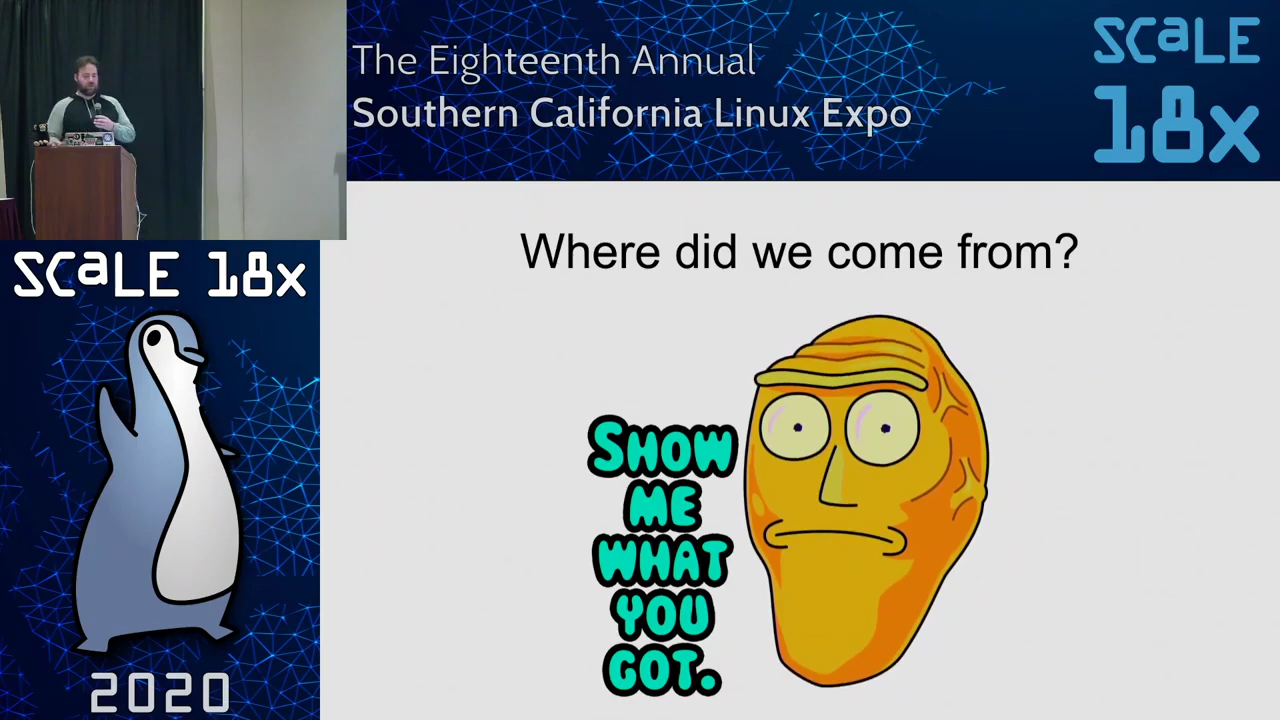 The Eighteenth Annual
Southern California Linux Expo
SCaLE
18x
SCaLE 18x
2020
Where did we come from?
SHOW
ME
WHAT
YOU
GOT.